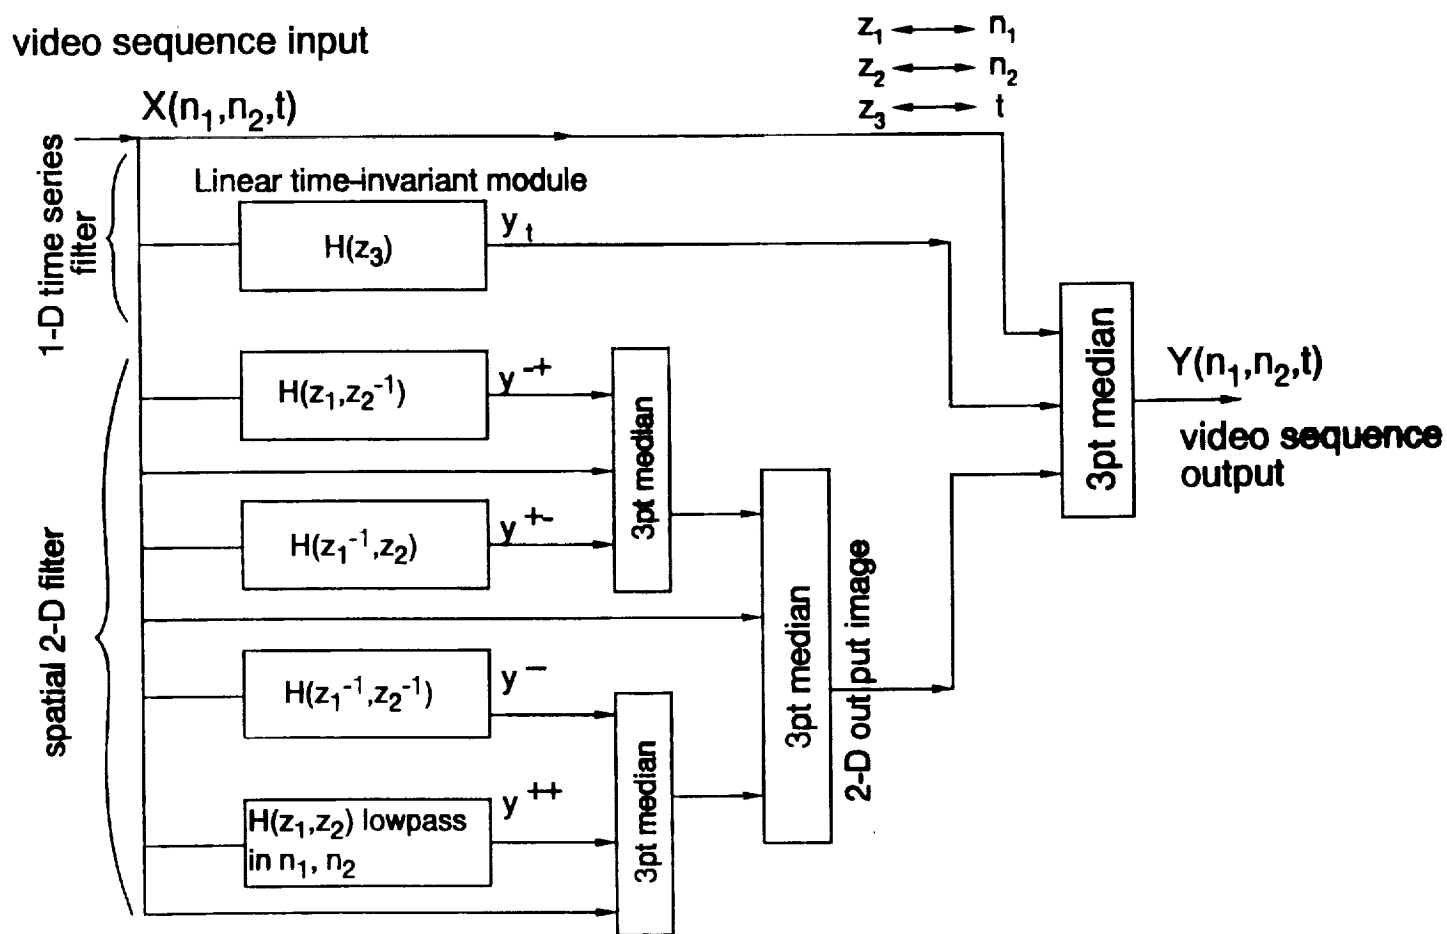 video sequence input
z₁ ↔ n₁
z₂ ↔ n₂
z₃ ↔ t
X(n₁,n₂,t)
1-D time series
filter
Linear time-invariant module
H(z₃)
yₜ
H(z₁,z₂⁻¹)
y⁻⁺
3pt median
H(z₁⁻¹,z₂)
y⁺⁻
spatial 2-D filter
H(z₁⁻¹,z₂⁻¹)
y⁻
H(z₁,z₂) lowpass
in n₁, n₂
y⁺⁺
3pt median
3pt median
2-D out put image
3pt median
Y(n₁,n₂,t)
video sequence
output